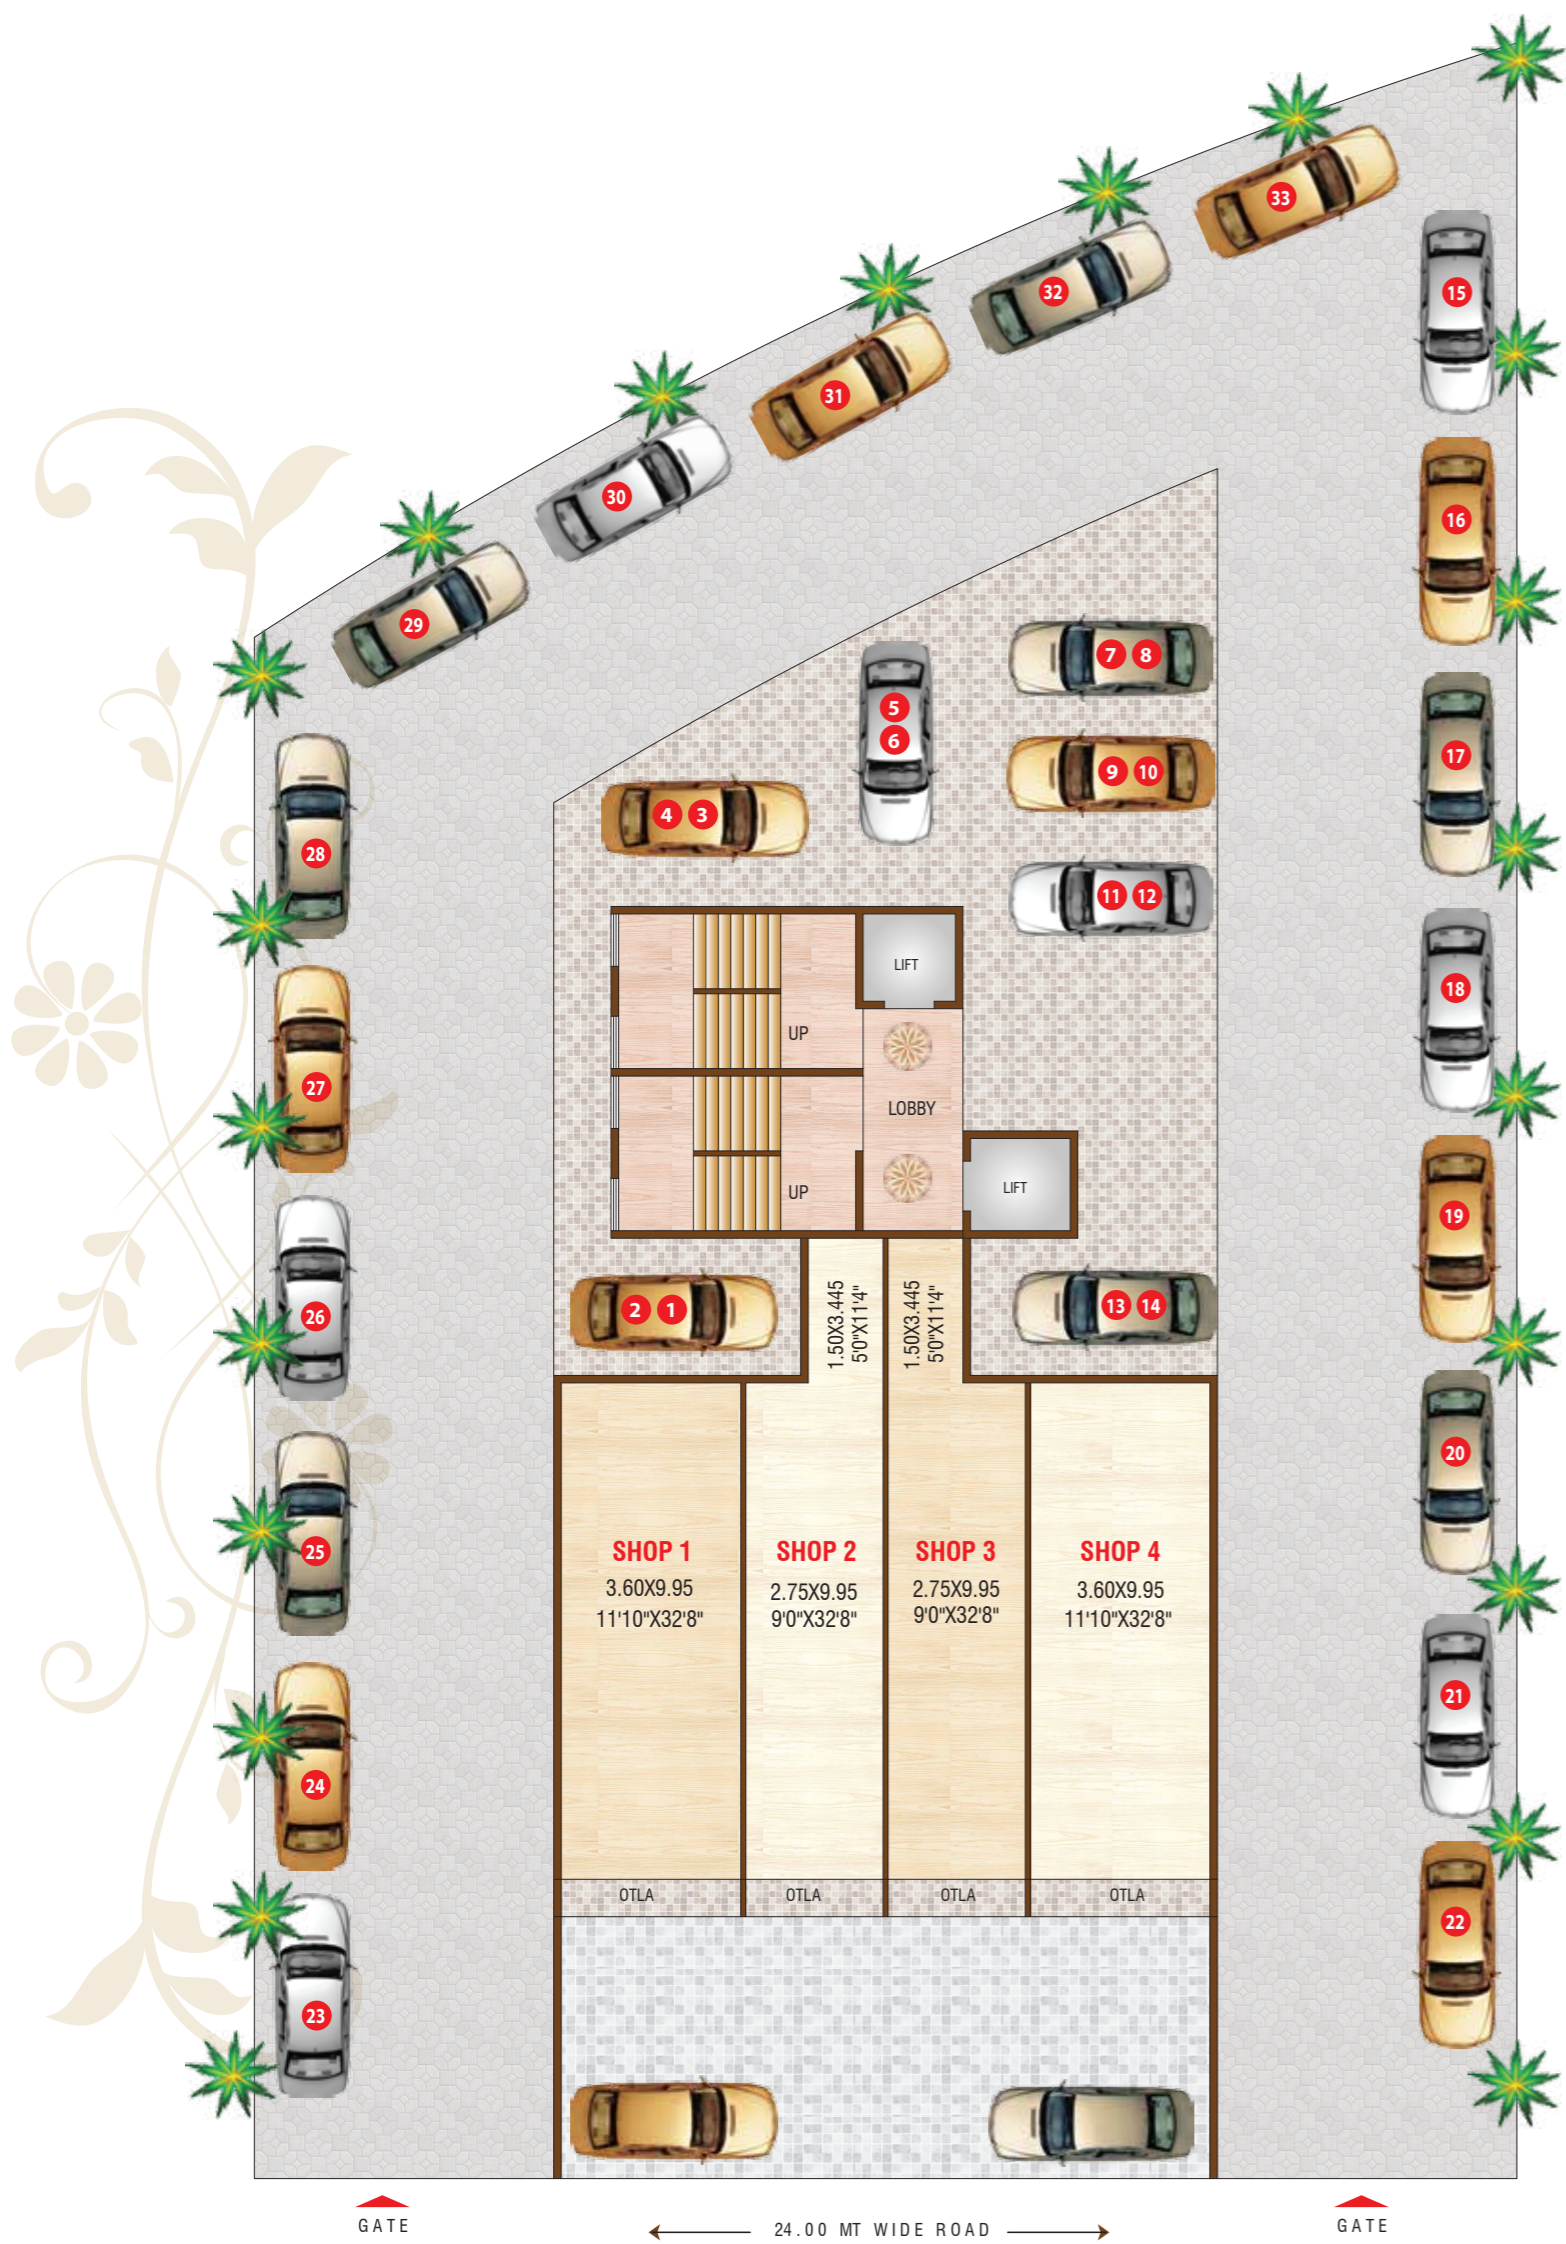 33
32
15
31
30
16
29
7 8
5
6
17
9 10
4 3
28
11 12
LIFT
18
UP
27
LOBBY
UP
LIFT
19
2 1
13 14
26
1.50X3.445
5'0"X11'4"
1.50X3.445
5'0"X11'4"
20
25
SHOP 1
3.60X9.95
11'10"X32'8"
SHOP 2
2.75X9.95
9'0"X32'8"
SHOP 3
2.75X9.95
9'0"X32'8"
SHOP 4
3.60X9.95
11'10"X32'8"
21
24
OTLA
OTLA
OTLA
OTLA
22
23
GATE
24.00 MT WIDE ROAD
GATE